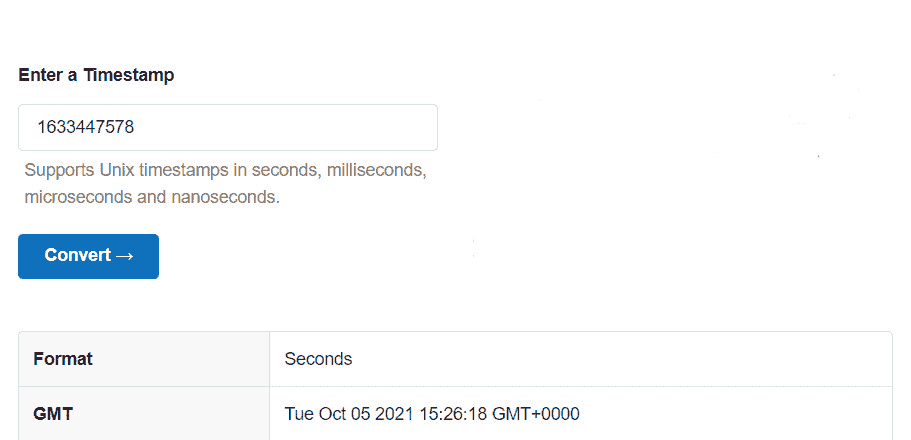 Enter a Timestamp
1633447578
Supports Unix timestamps in seconds, milliseconds,
microseconds and nanoseconds.
Convert →
Format Seconds
GMT Tue Oct 05 2021 15:26:18 GMT+0000